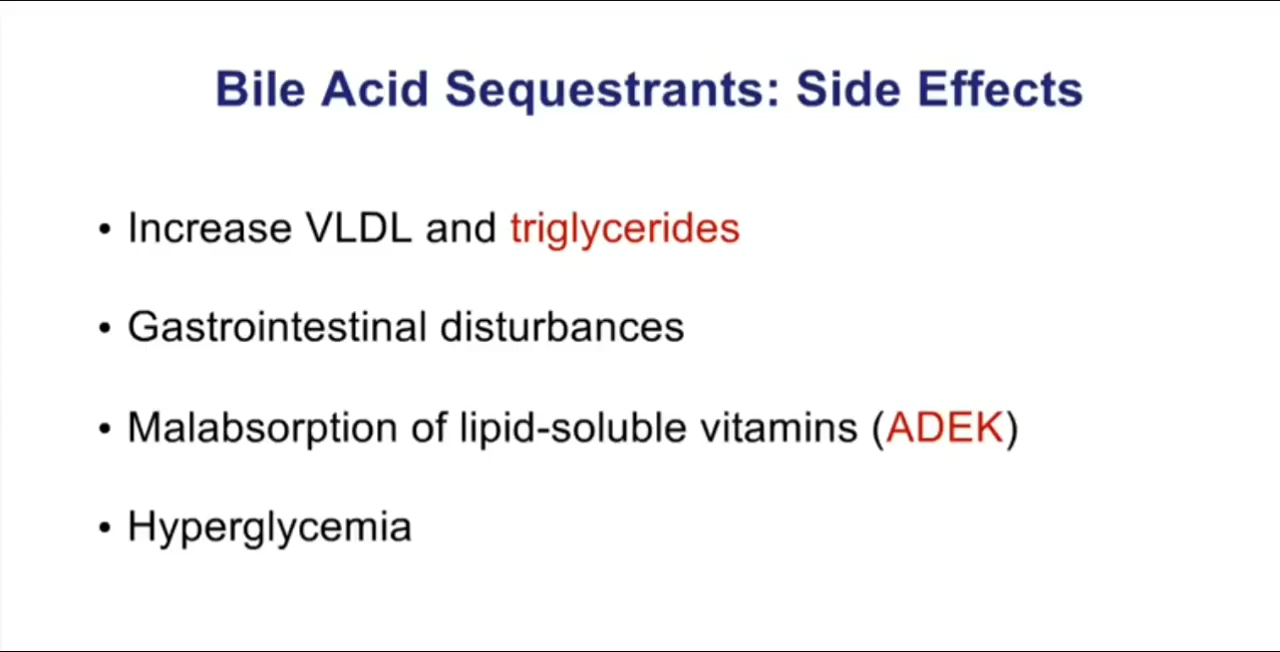 Bile Acid Sequestrants: Side Effects
• Increase VLDL and triglycerides
• Gastrointestinal disturbances
• Malabsorption of lipid-soluble vitamins (ADEK)
• Hyperglycemia